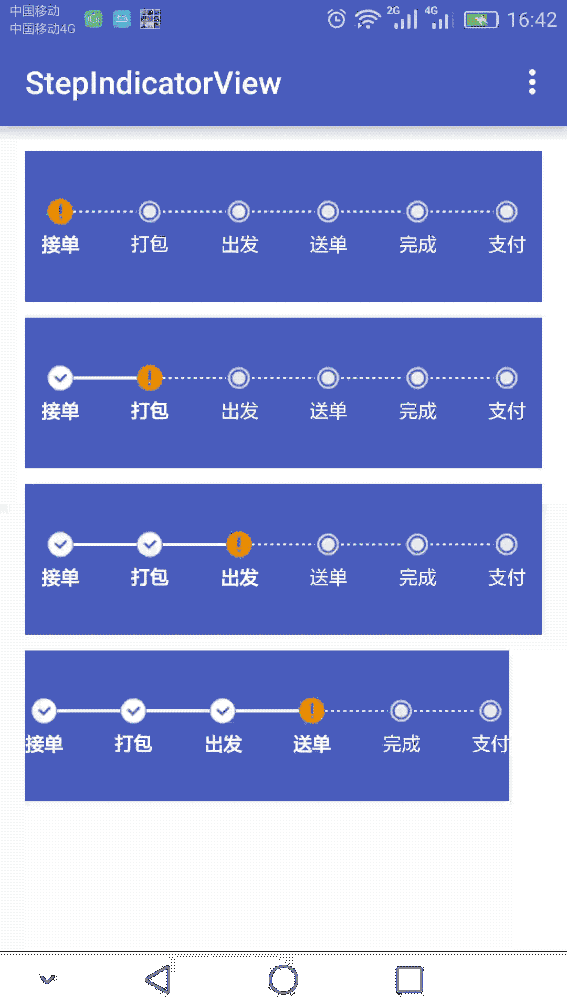 中国移动
中国移动4G
2G
4G
16:42
StepIndicatorView
接单 打包 出发 送单 完成 支付
接单 打包 出发 送单 完成 支付
接单 打包 出发 送单 完成 支付
接单 打包 出发 送单 完成 支付